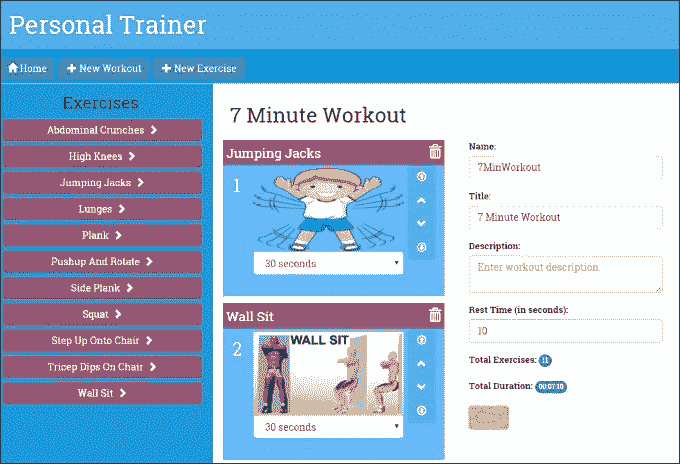 Personal Trainer
Home
New Workout
New Exercise
Exercises
Abdominal Crunches
High Knees
Jumping Jacks
Lunges
Plank
Pushup And Rotate
Side Plank
Squat
Step Up Onto Chair
Tricep Dips On Chair
Wall Sit
7 Minute Workout
Jumping Jacks
1
30 seconds
Wall Sit
2
WALL SIT
30 seconds
Name:
7MinWorkout
Title:
7 Minute Workout
Description:
Enter workout description.
Rest Time (in seconds):
10
Total Exercises: 11
Total Duration: 00:07:10